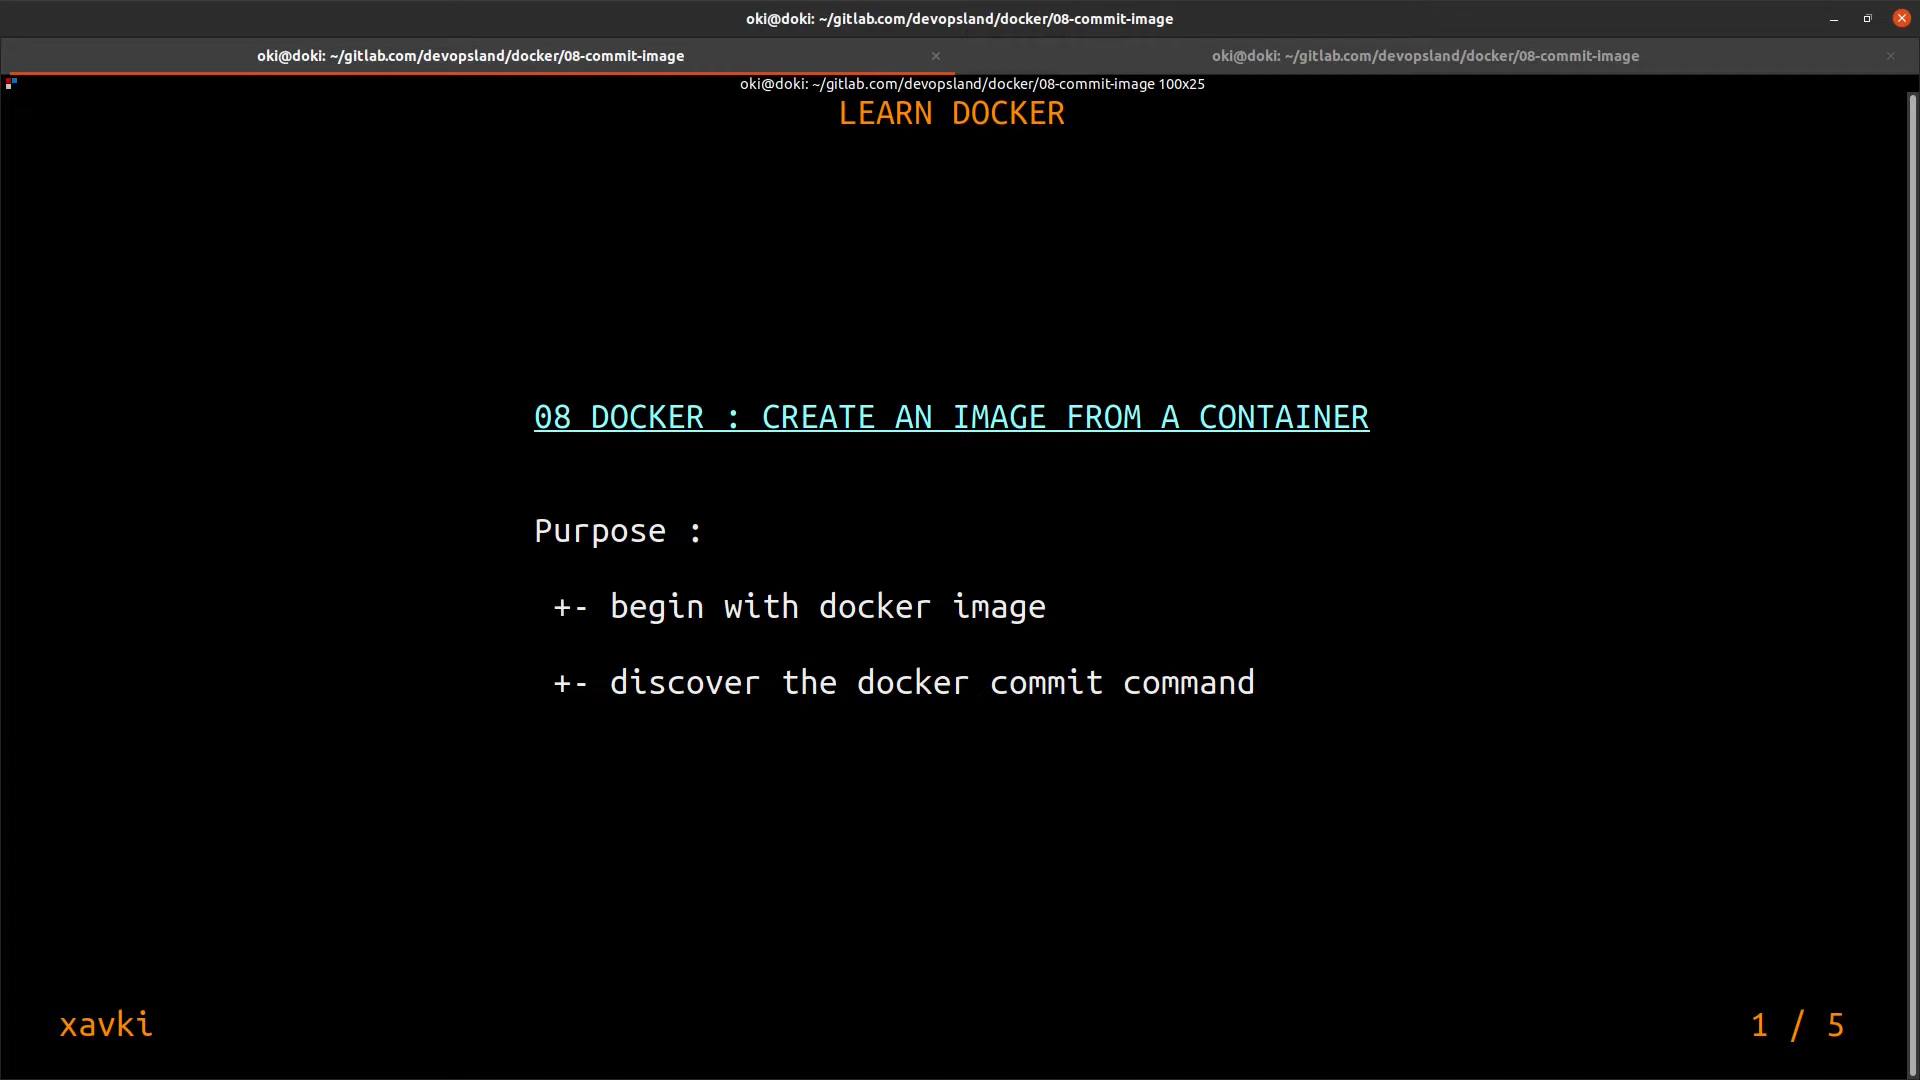 oki@doki: ~/gitlab.com/devopsland/docker/08-commit-image
oki@doki: ~/gitlab.com/devopsland/docker/08-commit-image × oki@doki: ~/gitlab.com/devopsland/docker/08-commit-image ×
oki@doki: ~/gitlab.com/devopsland/docker/08-commit-image 100x25
LEARN DOCKER
08 DOCKER : CREATE AN IMAGE FROM A CONTAINER
Purpose :
+- begin with docker image
+- discover the docker commit command
xavki 1 / 5